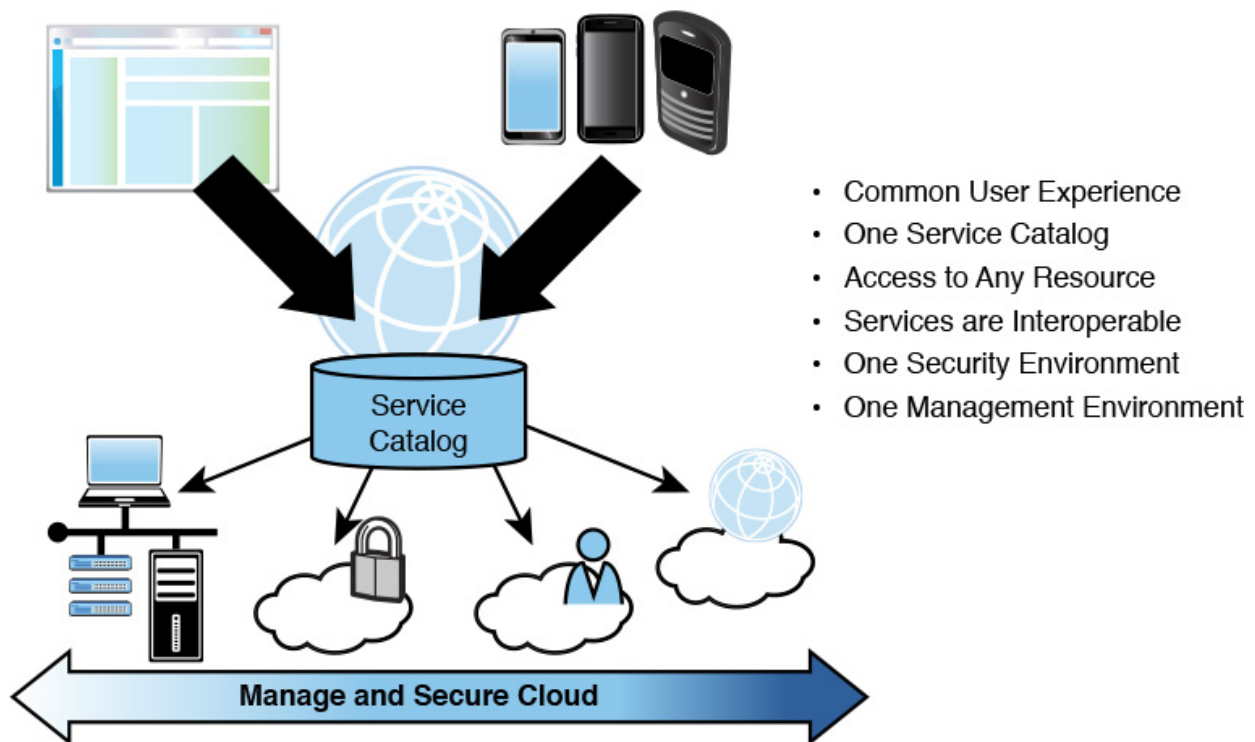 • Common User Experience
• One Service Catalog
• Access to Any Resource
• Services are Interoperable
• One Security Environment
• One Management Environment
Service
Catalog
Manage and Secure Cloud